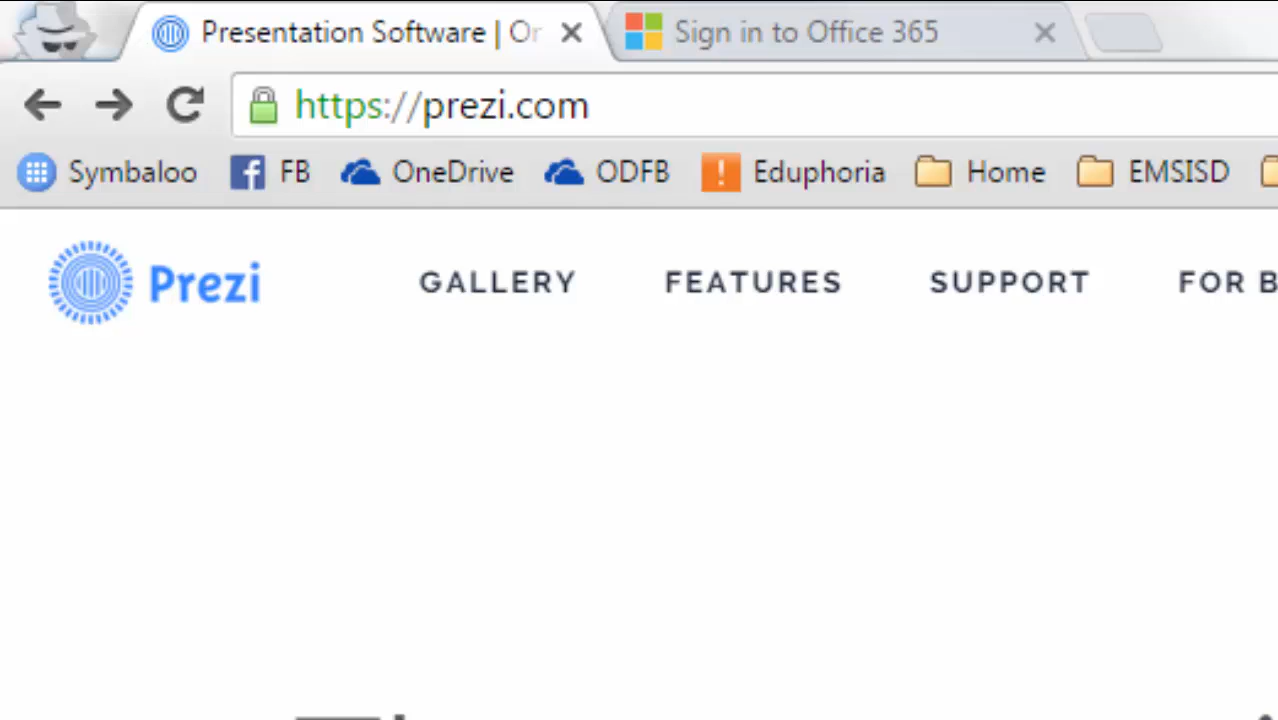 Presentation Software | Or Sign in to Office 365
https://prezi.com
Symbaloo FB OneDrive ODFB Eduphoria Home EMSISD
Prezi GALLERY FEATURES SUPPORT FOR B